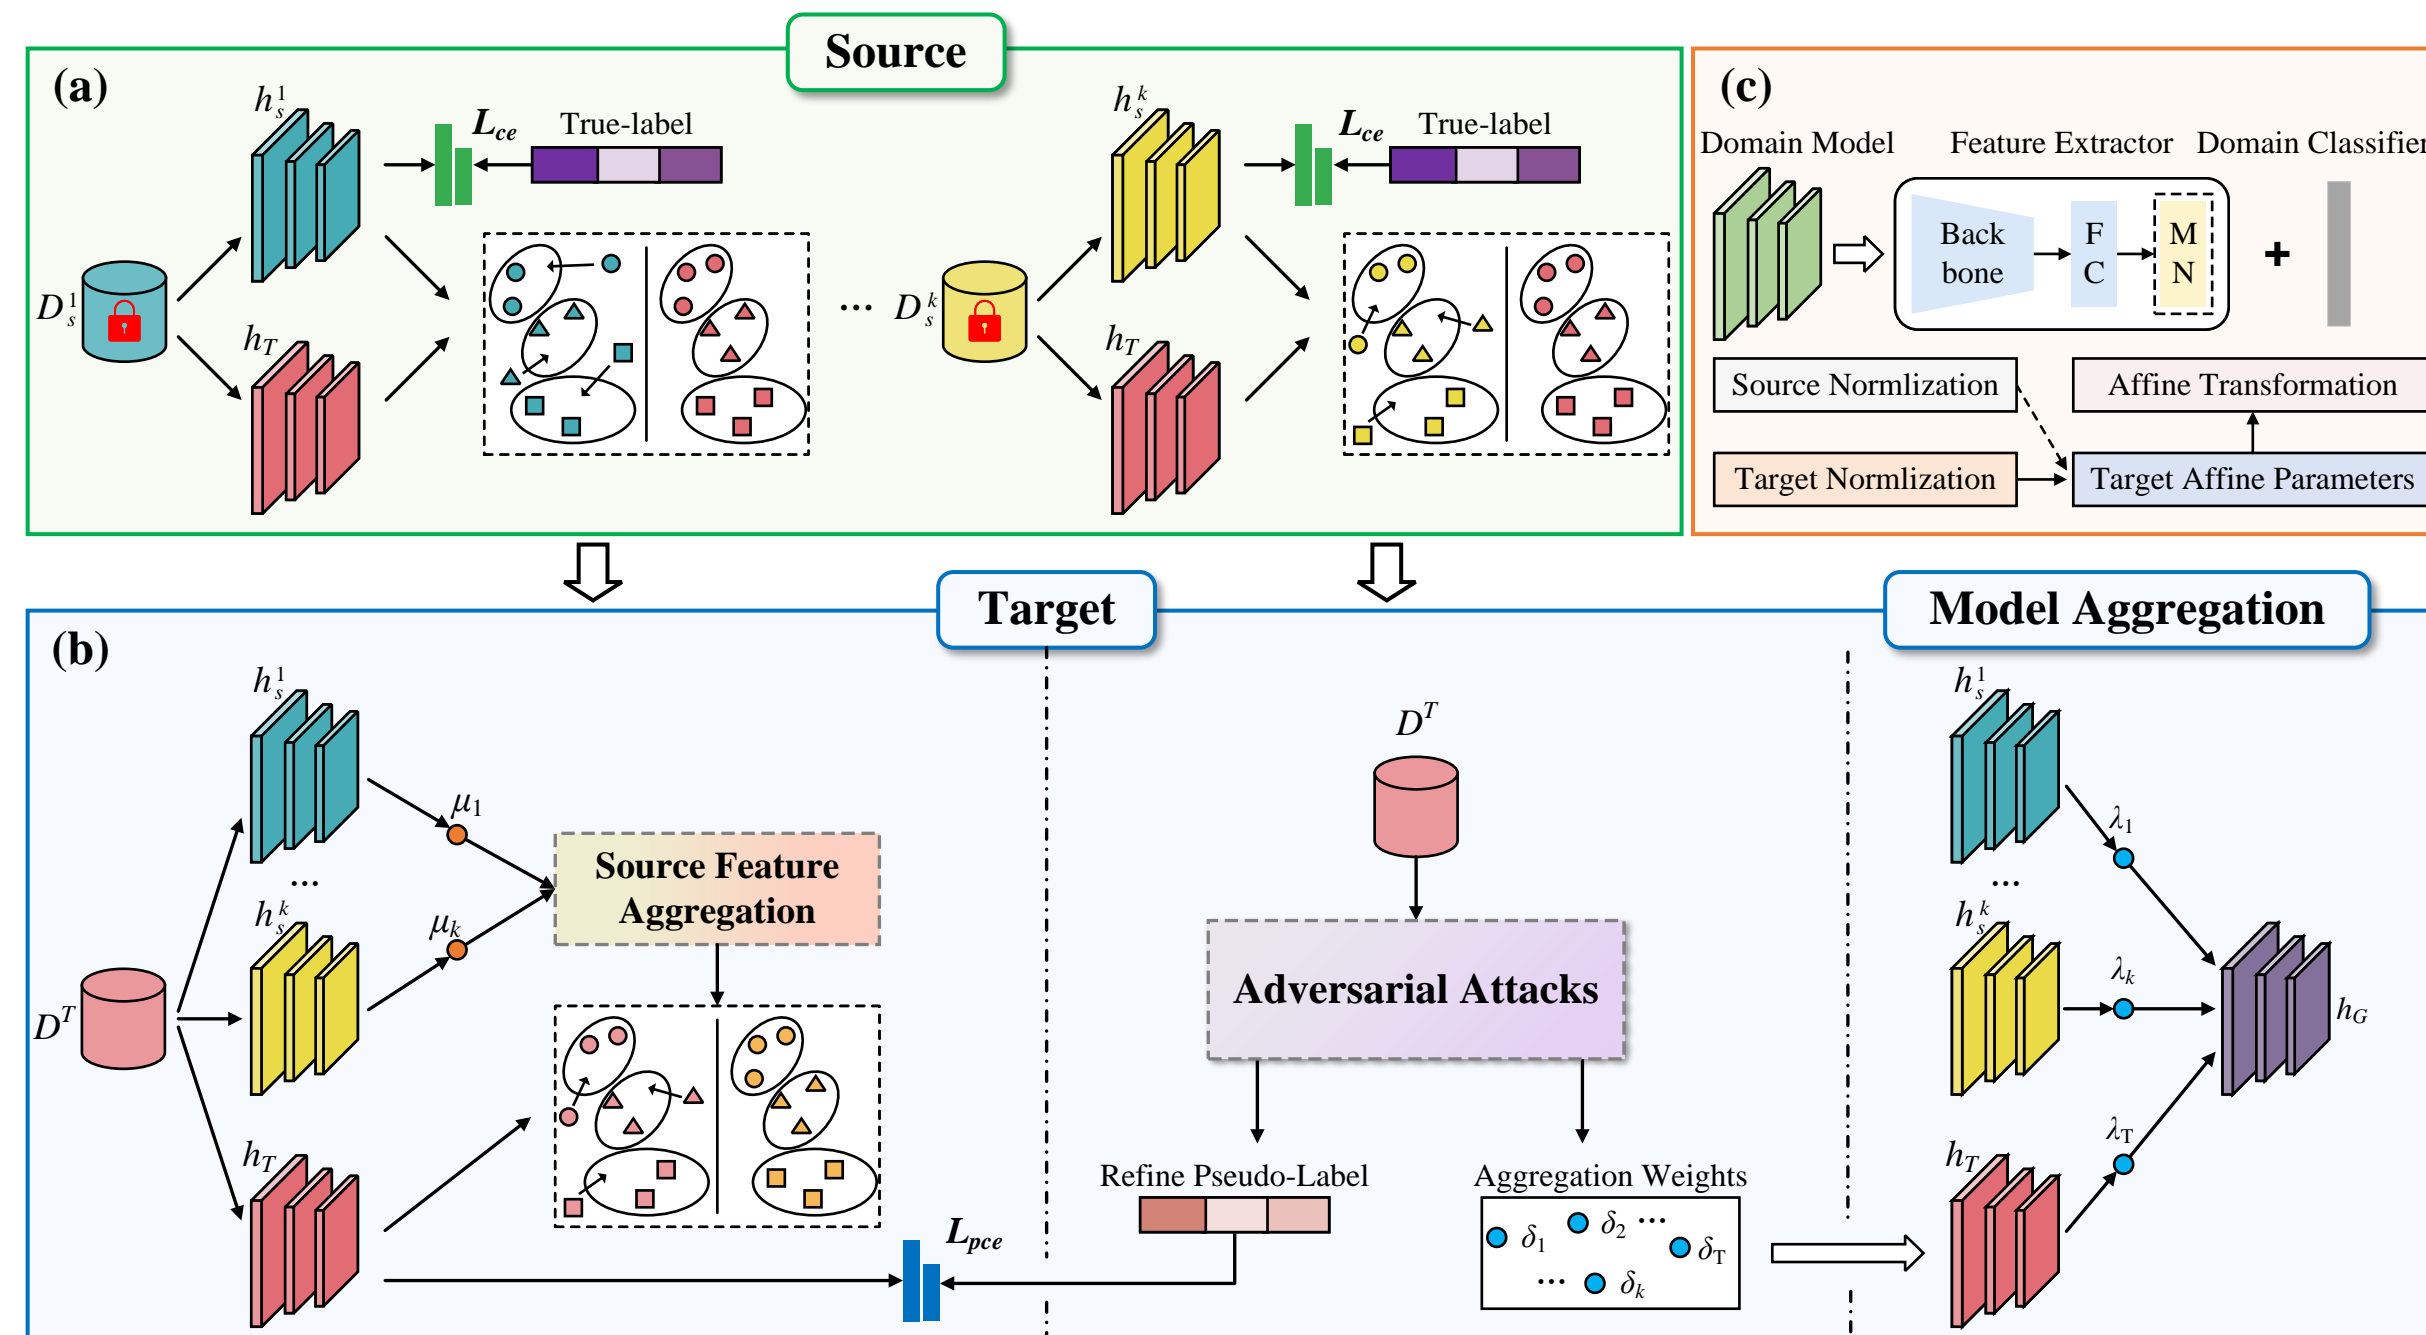 Source
(a)
h_s^1
L_ce
True-label
D_s^1
h_T
...
h_s^k
L_ce
True-label
D_s^k
h_T
(c)
Domain Model
Feature Extractor
Domain Classifier
Back
bone
F
C
M
N
+
Source Normlization
Affine Transformation
Target Normlization
Target Affine Parameters
Target
Model Aggregation
(b)
h_s^1
μ_1
...
h_s^k
μ_k
Source Feature
Aggregation
D^T
h_T
L_pce
D^T
Adversarial Attacks
Refine Pseudo-Label
Aggregation Weights
δ_1
δ_2 ...
δ_T
... δ_k
h_s^1
λ_1
...
h_s^k
λ_k
h_G
λ_T
h_T